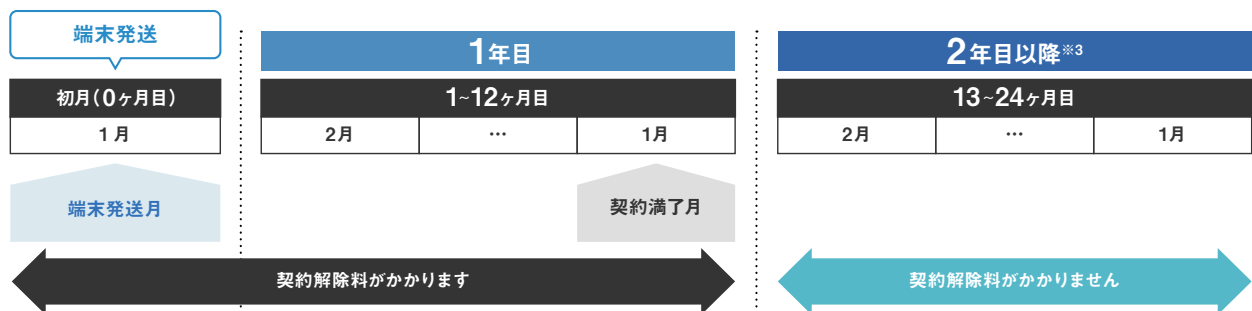 端末発送
1年目
2年目以降※3
初月(0ヶ月目)
1~12ヶ月目
13~24ヶ月目
1月
2月
…
1月
2月
…
1月
端末発送月
契約満了月
契約解除料がかかります
契約解除料がかかりません